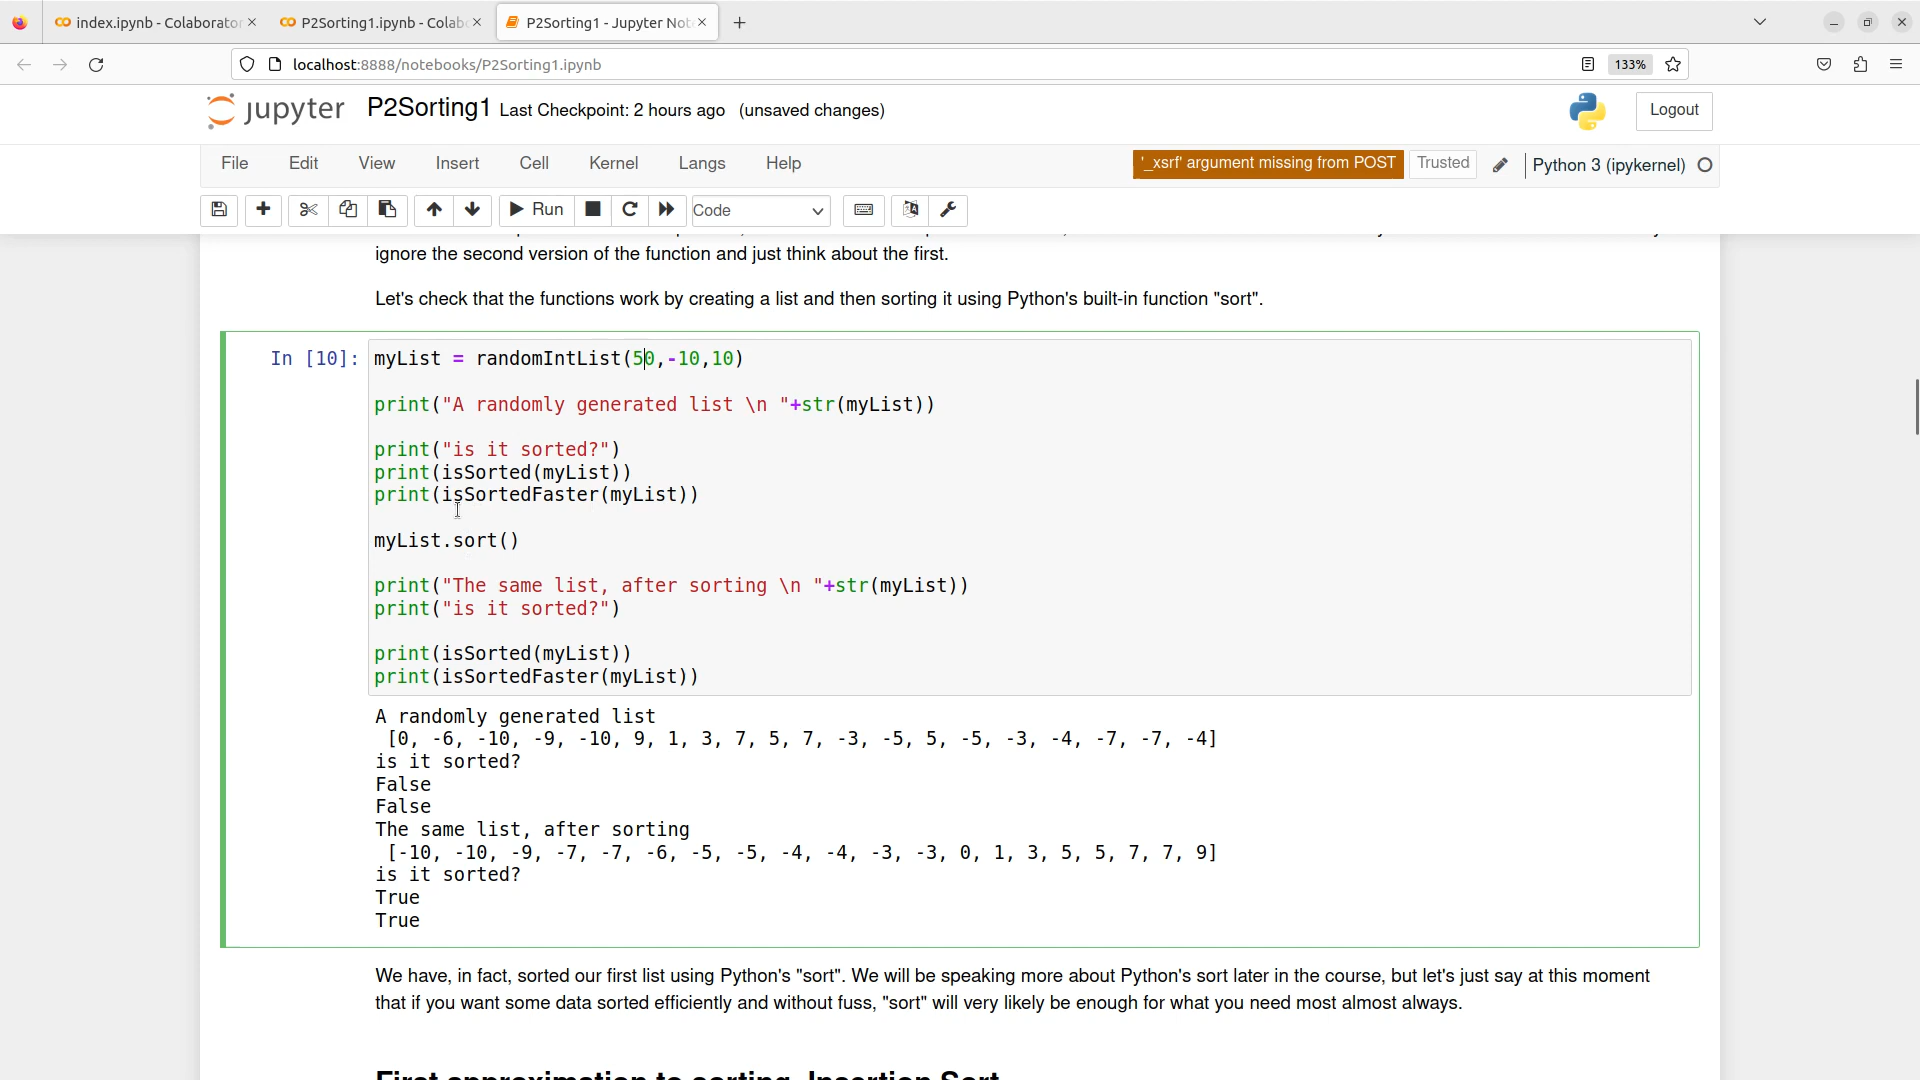 index.ipynb - Colaborator
P2Sorting1.ipynb - Colab
P2Sorting1 - Jupyter Not
localhost:8888/notebooks/P2Sorting1.ipynb
133%
jupyter
P2Sorting1 Last Checkpoint: 2 hours ago (unsaved changes)
Logout
File Edit View Insert Cell Kernel Langs Help
'_xsrf' argument missing from POST
Trusted
Python 3 (ipykernel)
Run
Code
ignore the second version of the function and just think about the first.
Let's check that the functions work by creating a list and then sorting it using Python's built-in function "sort".
In [10]:
myList = randomIntList(50,-10,10)
print("A randomly generated list \n "+str(myList))
print("is it sorted?")
print(isSorted(myList))
print(isSortedFaster(myList))
myList.sort()
print("The same list, after sorting \n "+str(myList))
print("is it sorted?")
print(isSorted(myList))
print(isSortedFaster(myList))
A randomly generated list
[0, -6, -10, -9, -10, 9, 1, 3, 7, 5, 7, -3, -5, 5, -5, -3, -4, -7, -7, -4]
is it sorted?
False
False
The same list, after sorting
[-10, -10, -9, -7, -7, -6, -5, -5, -4, -4, -3, -3, 0, 1, 3, 5, 5, 7, 7, 9]
is it sorted?
True
True
We have, in fact, sorted our first list using Python's "sort". We will be speaking more about Python's sort later in the course, but let's just say at this moment
that if you want some data sorted efficiently and without fuss, "sort" will very likely be enough for what you need most almost always.
First approximation to sorting. Insertion Sort